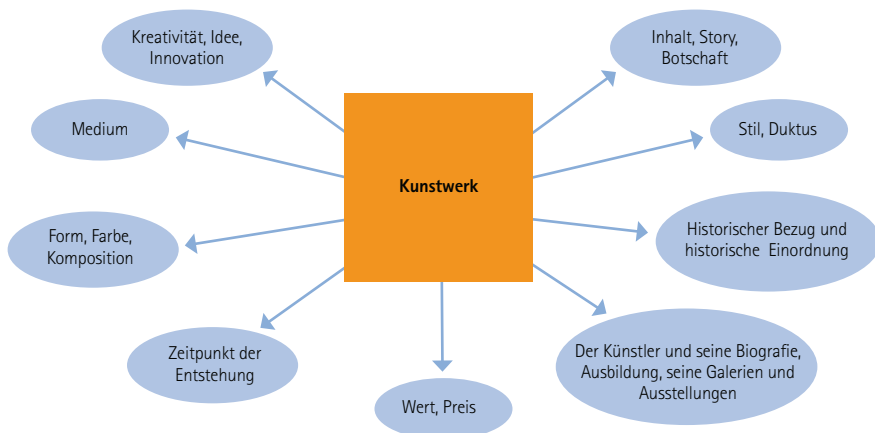 Kreativität, Idee,
Innovation
Inhalt, Story,
Botschaft
Medium
Stil, Duktus
Kunstwerk
Form, Farbe,
Komposition
Historischer Bezug und
historische Einordnung
Zeitpunkt der
Entstehung
Der Künstler und seine Biografie,
Ausbildung, seine Galerien und
Ausstellungen
Wert, Preis